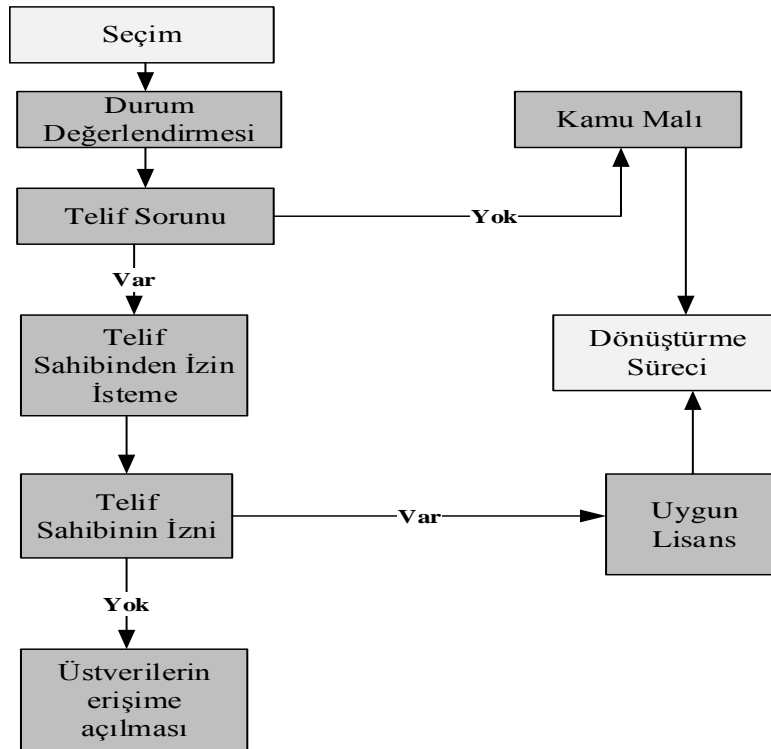 Seçim
Durum
Değerlendirmesi
Kamu Malı
Telif Sorunu
Yok
Var
Telif
Sahibinden İzin
İsteme
Dönüştürme
Süreci
Telif
Sahibinin İzni
Var
Uygun
Lisans
Yok
Üstverilerin
erişime
açılması